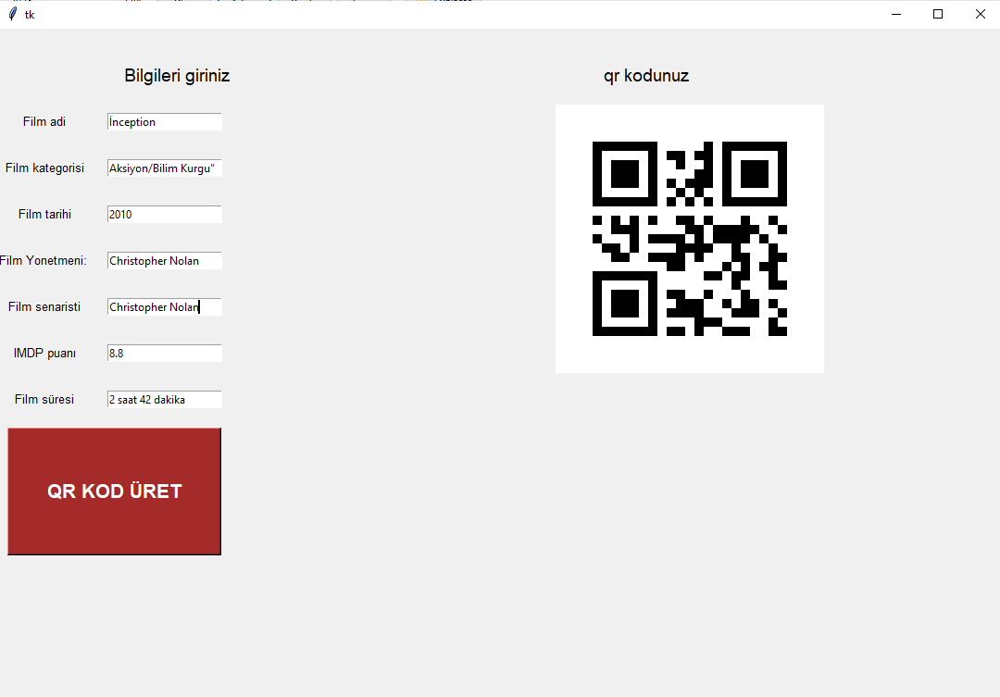 tk
Bilgileri giriniz
qr kodunuz
Film adi
İnception
Film kategorisi
Aksiyon/Bilim Kurgu"
Film tarihi
2010
Film Yonetmeni:
Christopher Nolan
Film senaristi
Christopher Nolan
IMDP puanı
8.8
Film süresi
2 saat 42 dakika
QR KOD ÜRET